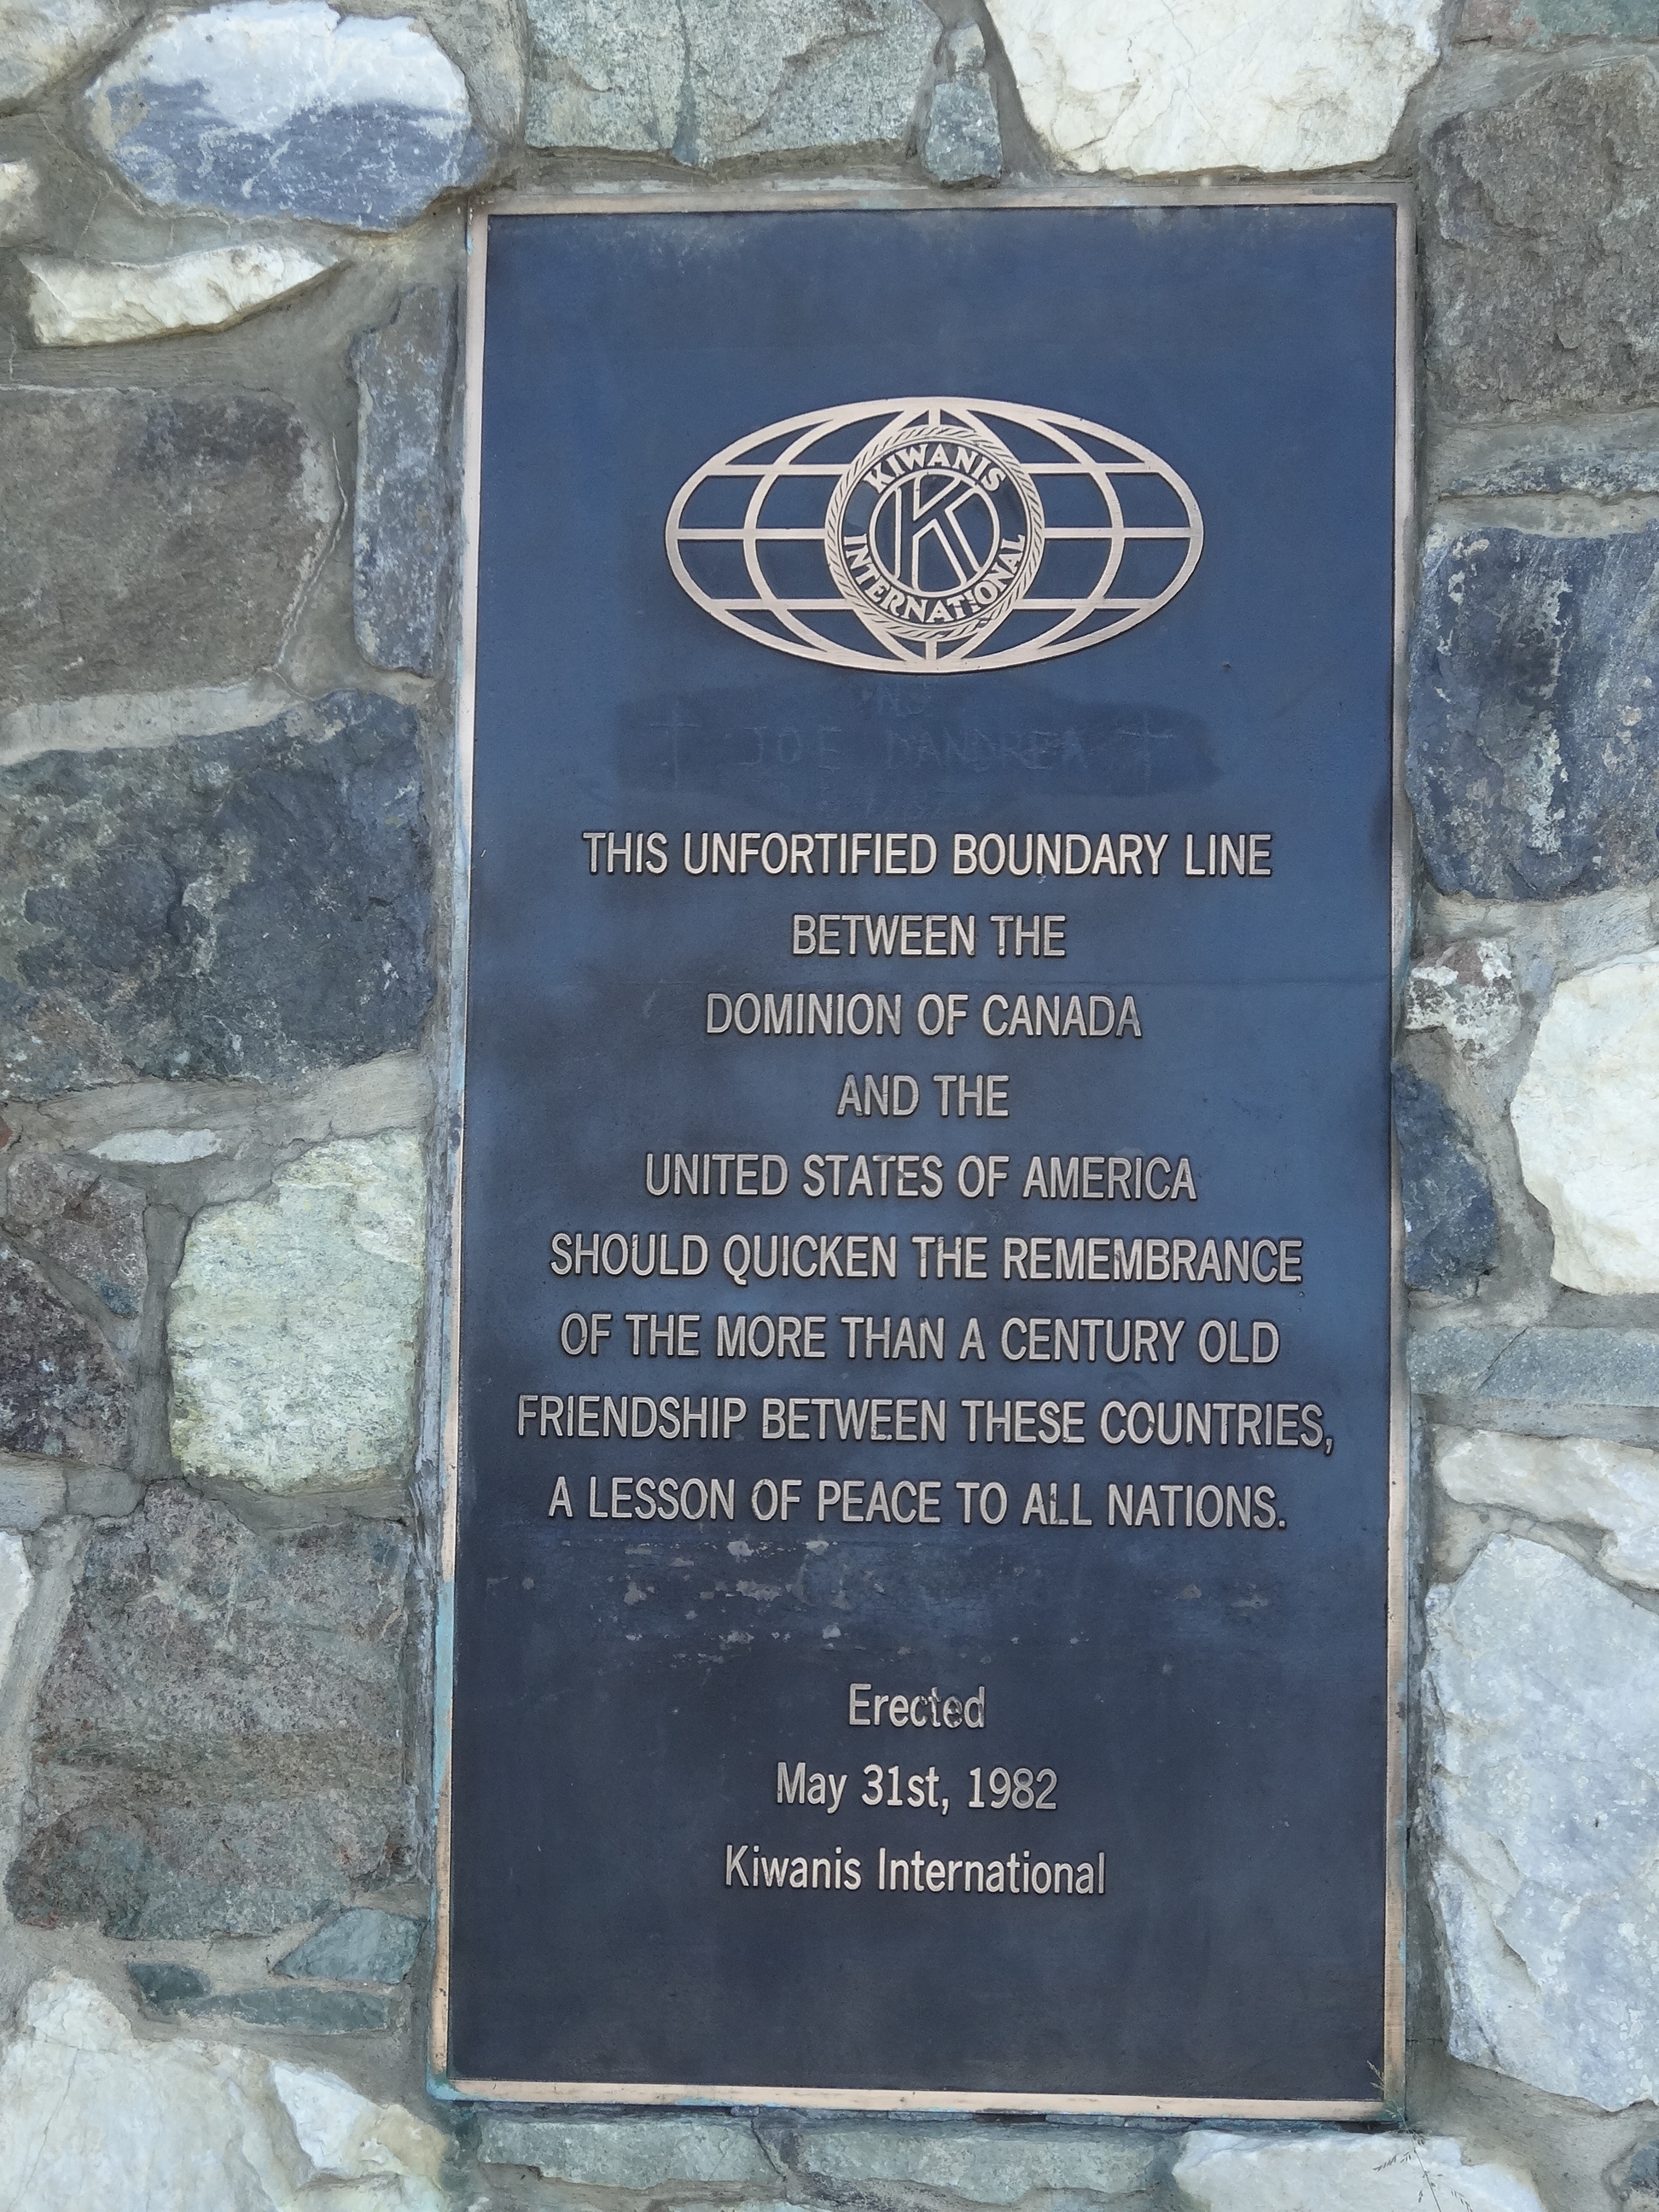 KIWANIS
K
INTERNATIONAL
JOE DANDREA
THIS UNFORTIFIED BOUNDARY LINE
BETWEEN THE
DOMINION OF CANADA
AND THE
UNITED STATES OF AMERICA
SHOULD QUICKEN THE REMEMBRANCE
OF THE MORE THAN A CENTURY OLD
FRIENDSHIP BETWEEN THESE COUNTRIES,
A LESSON OF PEACE TO ALL NATIONS.
Erected
May 31st, 1982
Kiwanis International